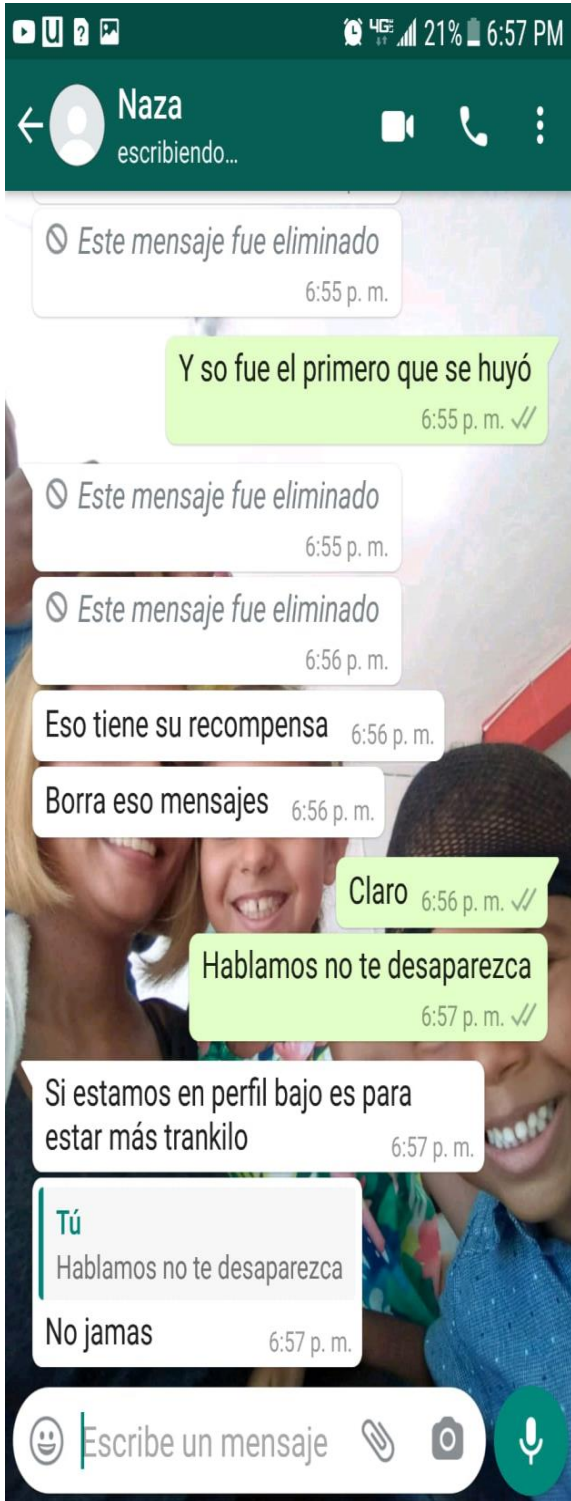 4G 21% 6:57 PM
Naza
escribiendo...
Este mensaje fue eliminado
6:55 p. m.
Y so fue el primero que se huyó
6:55 p. m.
Este mensaje fue eliminado
6:55 p. m.
Este mensaje fue eliminado
6:56 p. m.
Eso tiene su recompensa 6:56 p. m.
Borra eso mensajes 6:56 p. m.
Claro 6:56 p. m.
Hablamos no te desaparezca
6:57 p. m.
Si estamos en perfil bajo es para
estar más trankilo 6:57 p. m.
Tú
Hablamos no te desaparezca
No jamas 6:57 p. m.
Escribe un mensaje